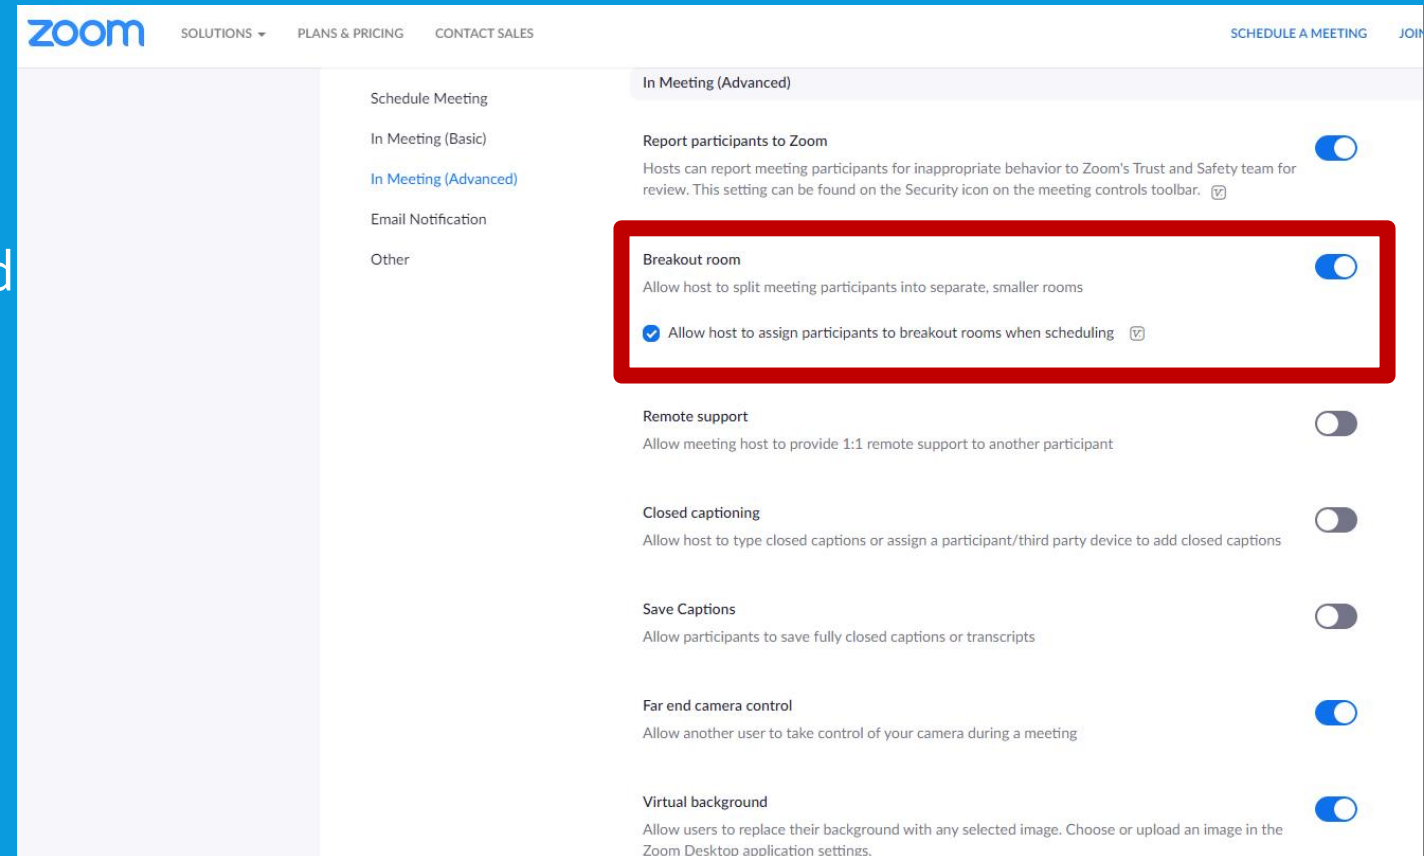 zoom
SOLUTIONS
PLANS & PRICING
CONTACT SALES
SCHEDULE A MEETING
Schedule Meeting
In Meeting (Basic)
In Meeting (Advanced)
Email Notification
Other
In Meeting (Advanced)
Report participants to Zoom
Hosts can report meeting participants for inappropriate behavior to Zoom's Trust and Safety team for
review. This setting can be found on the Security icon on the meeting controls toolbar.
Breakout room
Allow host to split meeting participants into separate, smaller rooms
Allow host to assign participants to breakout rooms when scheduling
Remote support
Allow meeting host to provide 1:1 remote support to another participant
Closed captioning
Allow host to type closed captions or assign a participant/third party device to add closed captions
Save Captions
Allow participants to save fully closed captions or transcripts
Far end camera control
Allow another user to take control of your camera during a meeting
Virtual background
Allow users to replace their background with any selected image. Choose or upload an image in the
Zoom Desktop application settings.